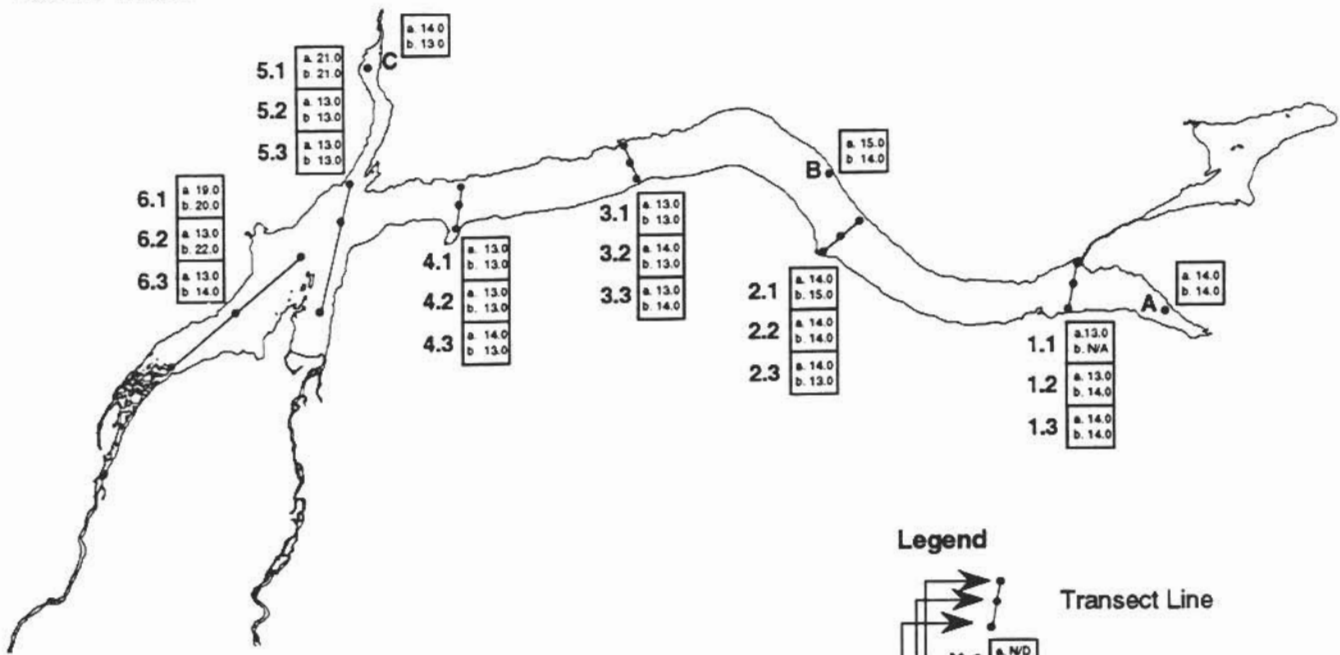 a. 14.0
b. 13.0
C
5.1
a. 21.0
b. 21.0
5.2
a. 13.0
b. 13.0
5.3
a. 13.0
b. 13.0
6.1
a. 19.0
b. 20.0
6.2
a. 13.0
b. 22.0
6.3
a. 13.0
b. 14.0
4.1
a. 13.0
b. 13.0
4.2
a. 13.0
b. 13.0
4.3
a. 14.0
b. 13.0
3.1
a. 13.0
b. 13.0
3.2
a. 14.0
b. 13.0
3.3
a. 13.0
b. 14.0
B
a. 15.0
b. 14.0
2.1
a. 14.0
b. 15.0
2.2
a. 14.0
b. 14.0
2.3
a. 14.0
b. 13.0
A
a. 14.0
b. 14.0
1.1
a.13.0
b. N/A
1.2
a. 13.0
b. 14.0
1.3
a. 14.0
b. 14.0
Legend
Transect Line
a. N/D